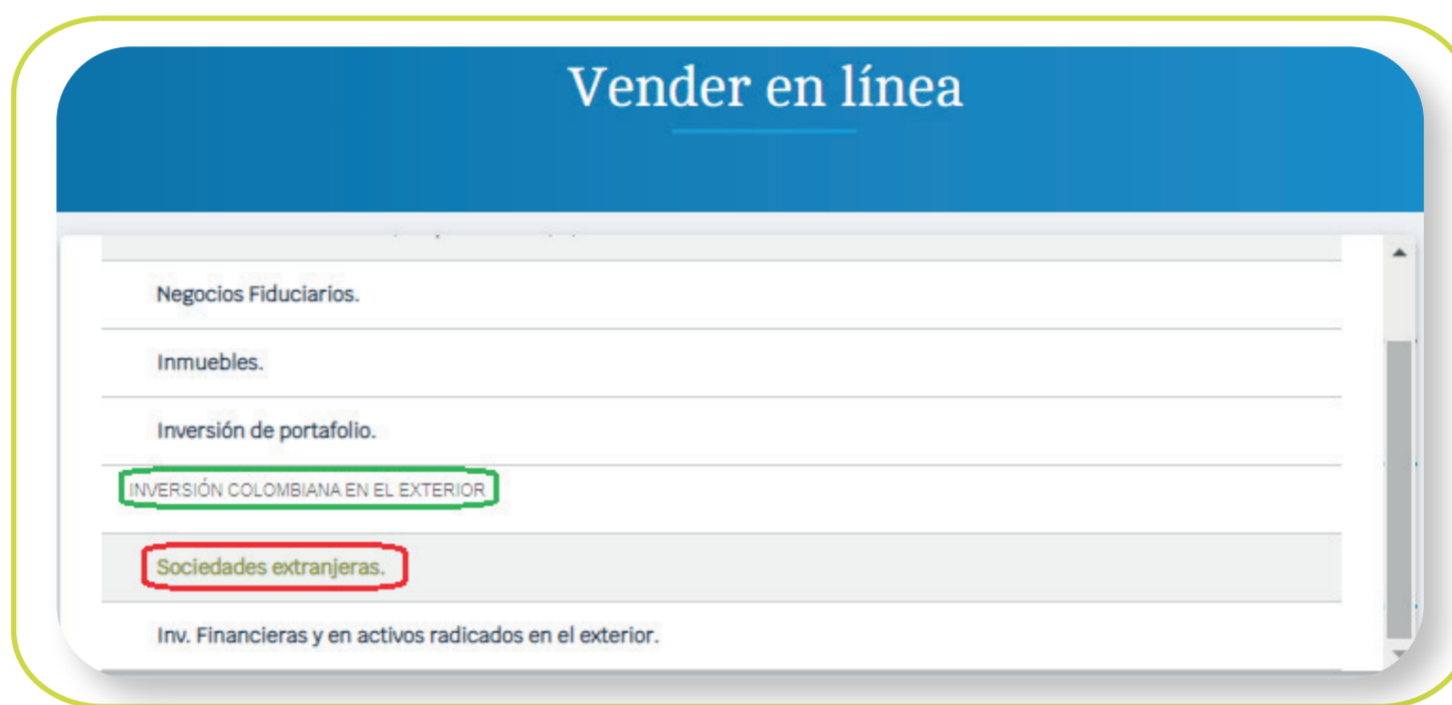 Vender en línea
Negocios Fiduciarios.
Inmuebles.
Inversión de portafolio.
INVERSIÓN COLOMBIANA EN EL EXTERIOR
Sociedades extranjeras.
Inv. Financieras y en activos radicados en el exterior.